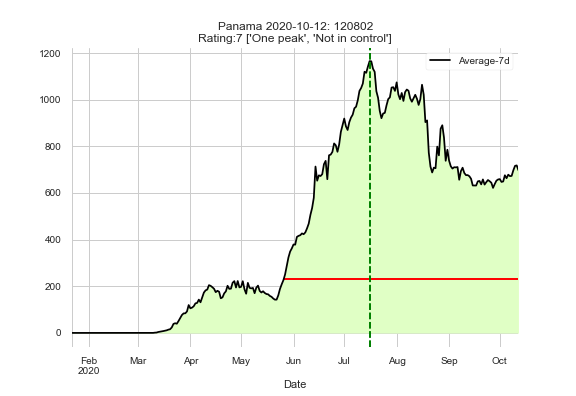 Panama 2020-10-12: 120802
Rating:7 ['One peak', 'Not in control']
Average-7d
1200
1000
800
600
400
200
0
Feb Mar Apr May Jun Jul Aug Sep Oct
2020
Date